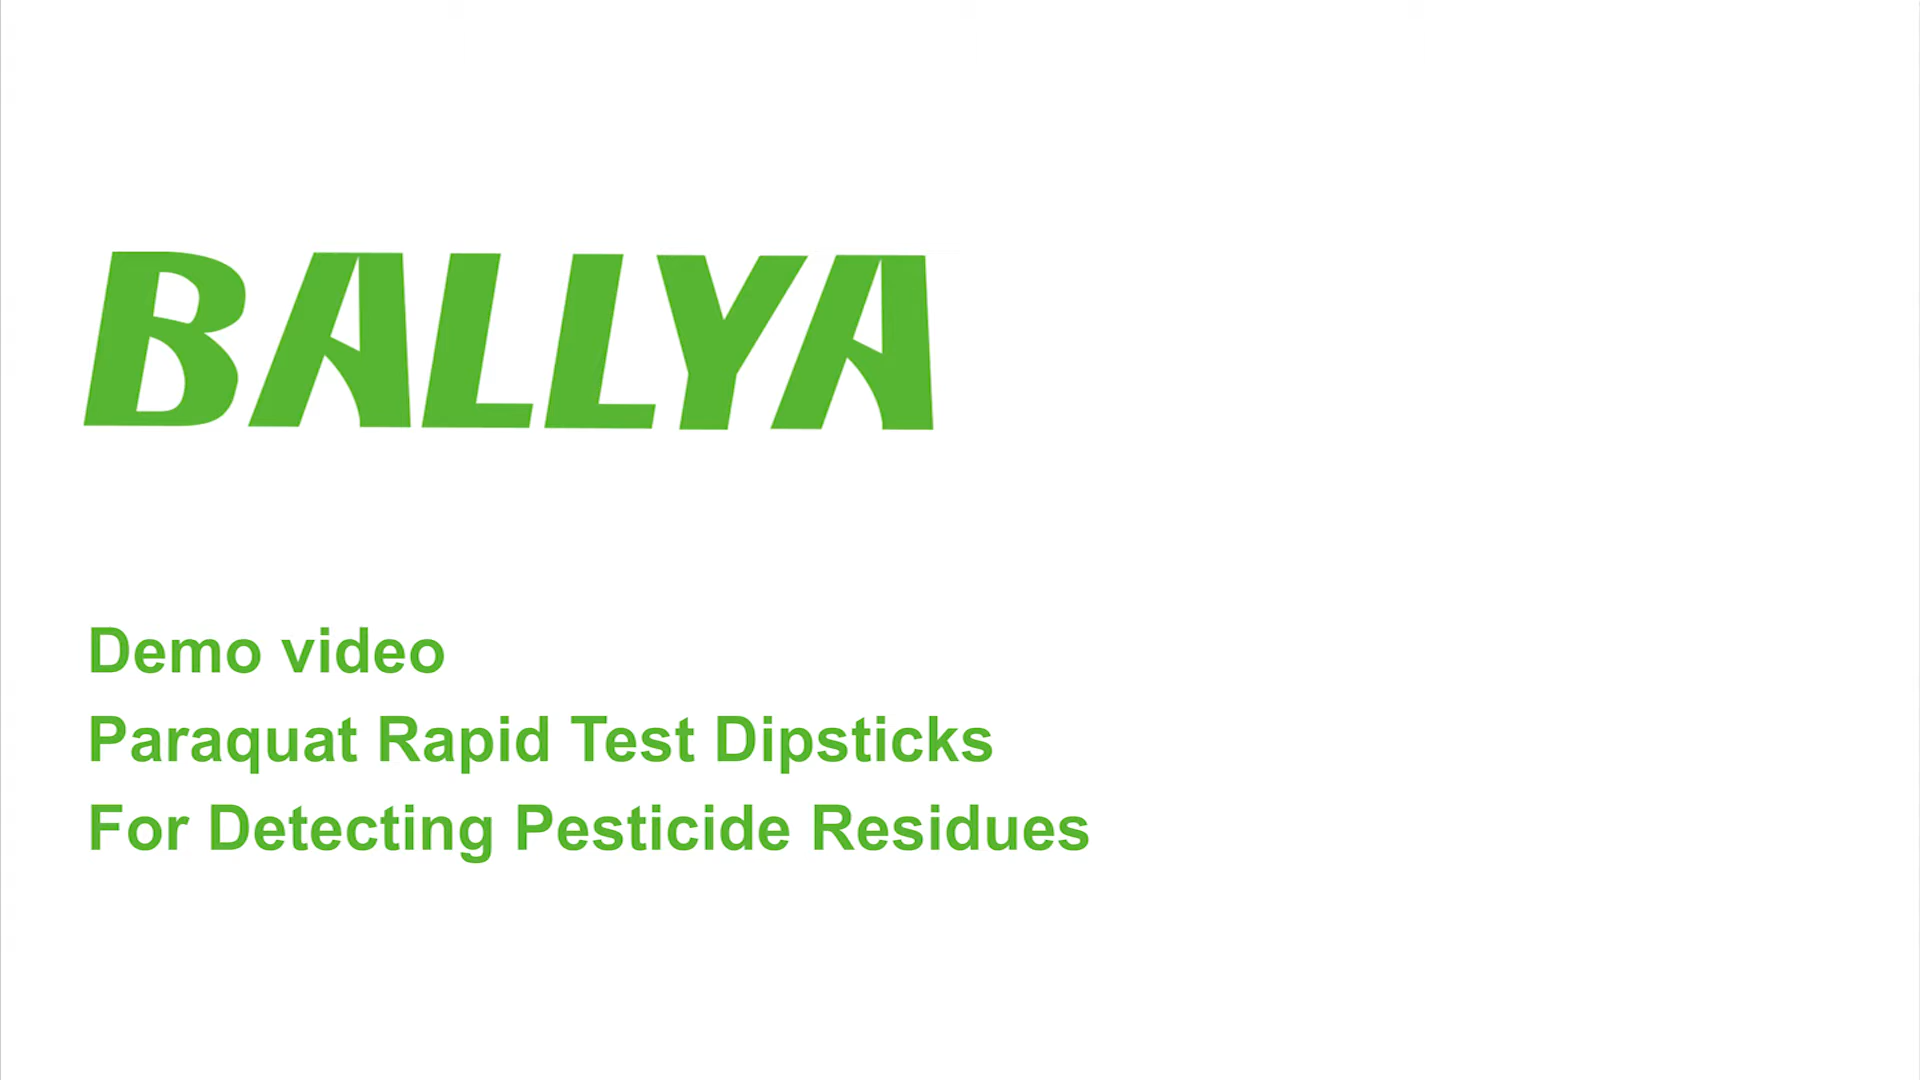 BALLYA
Demo video
Paraquat Rapid Test Dipsticks
For Detecting Pesticide Residues